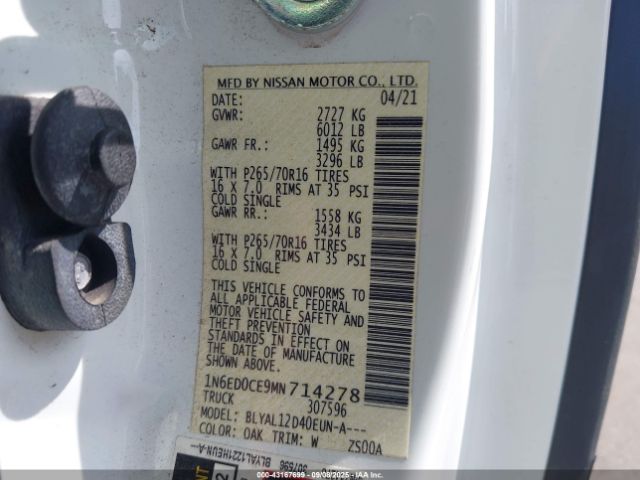 MFD BY NISSAN MOTOR CO., LTD.
DATE: 04/21
GVWR: 2727 KG
6012 LB
GAWR FR.: 1495 KG
3296 LB
WITH P265/70R16 TIRES
16 X 7.0 RIMS AT 35 PSI
COLD SINGLE
GAWR RR.: 1558 KG
3434 LB
WITH P265/70R16 TIRES
16 X 7.0 RIMS AT 35 PSI
COLD SINGLE
THIS VEHICLE CONFORMS TO
ALL APPLICABLE FEDERAL
MOTOR VEHICLE SAFETY AND
THEFT PREVENTION
STANDARDS IN EFFECT ON
THE DATE OF MANUFACTURE
SHOWN ABOVE.
1N6ED0CE9MN714278
TRUCK 307596
MODEL: BLYAL12D40EUN-A---
COLOR: OAK TRIM: W ZS00A
307596 BLYAL1221HEUN-A---
000-43167699 (C) IAA 09/08/2025 - IAAI.COM